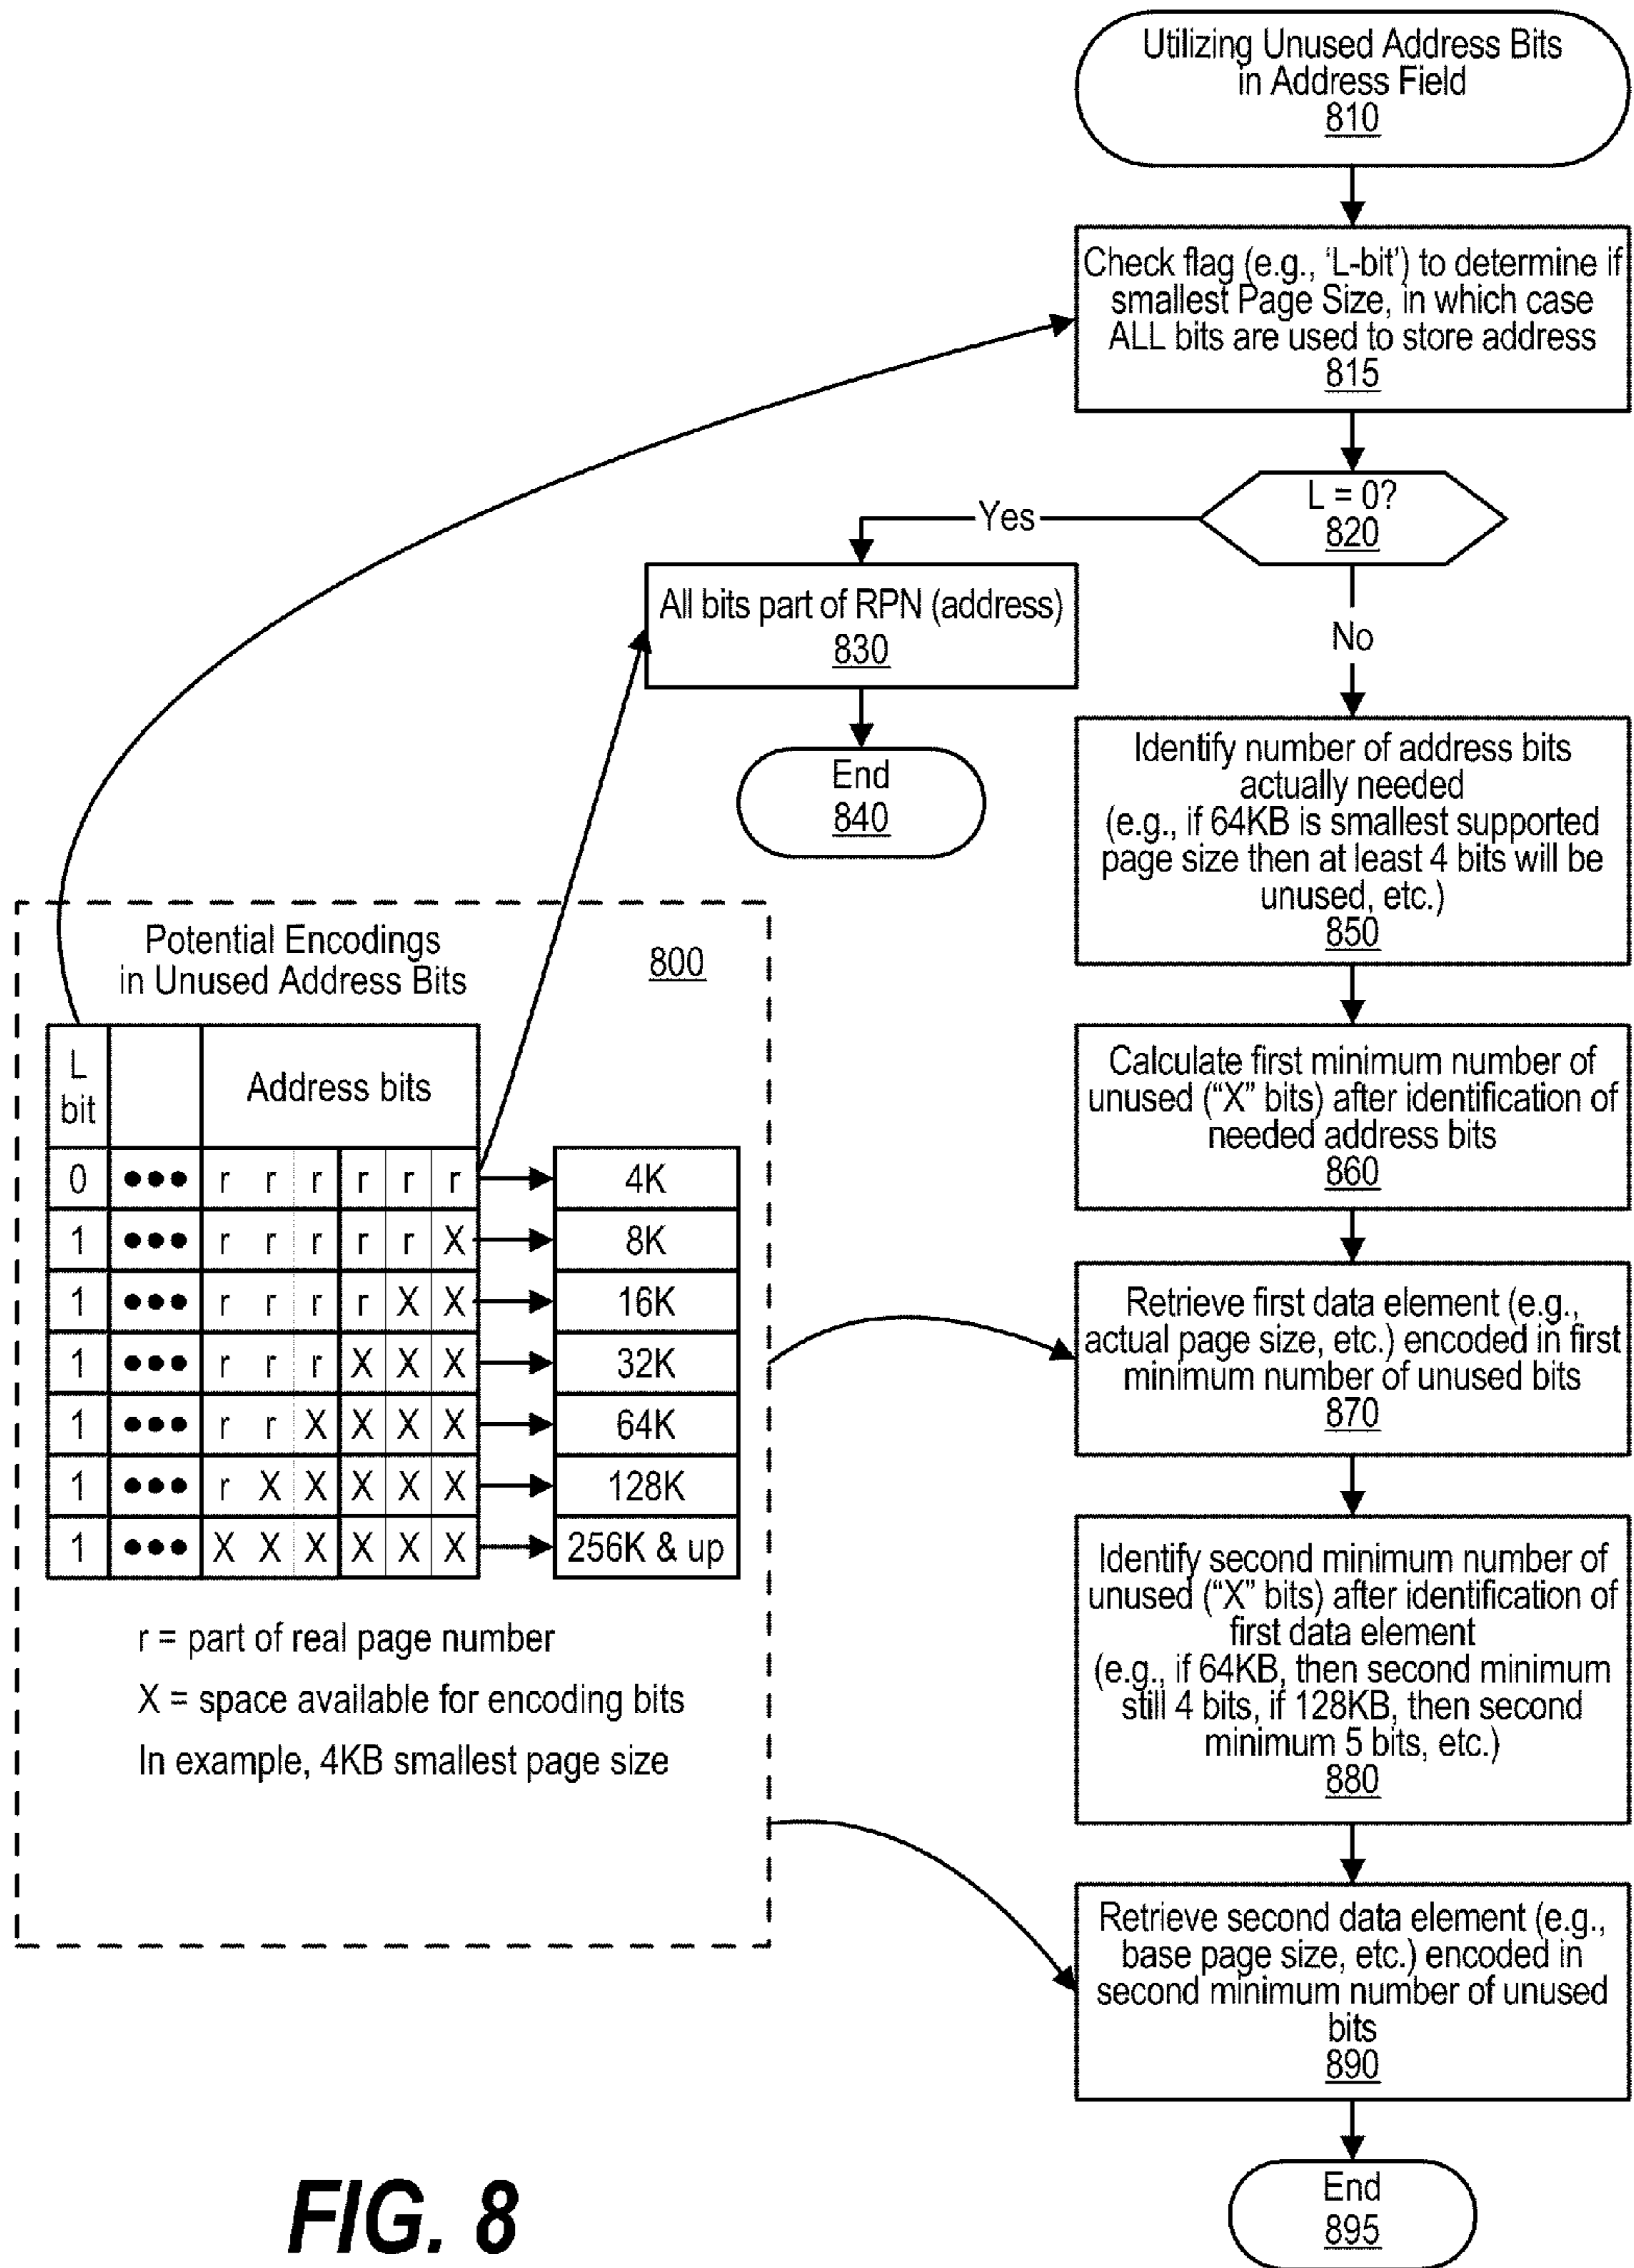 Utilizing Unused Address Bits
in Address Field
810
Check flag (e.g., ‘L-bit’) to determine if
smallest Page Size, in which case
ALL bits are used to store address
815
L = 0?
820
Yes
No
All bits part of RPN (address)
830
End
840
Identify number of address bits
actually needed
(e.g., if 64KB is smallest supported
page size then at least 4 bits will be
unused, etc.)
850
Calculate first minimum number of
unused (“X” bits) after identification of
needed address bits
860
Retrieve first data element (e.g.,
actual page size, etc.) encoded in first
minimum number of unused bits
870
Identify second minimum number of
unused (“X” bits) after identification of
first data element
(e.g., if 64KB, then second minimum
still 4 bits, if 128KB, then second
minimum 5 bits, etc.)
880
Retrieve second data element (e.g.,
base page size, etc.) encoded in
second minimum number of unused
bits
890
End
895
Potential Encodings
in Unused Address Bits
800
L
bit
Address bits
0 ••• r r r r r r 4K
1 ••• r r r r r X 8K
1 ••• r r r r X X 16K
1 ••• r r r X X X 32K
1 ••• r r X X X X 64K
1 ••• r X X X X X 128K
1 ••• X X X X X X 256K & up
r = part of real page number
X = space available for encoding bits
In example, 4KB smallest page size
FIG. 8